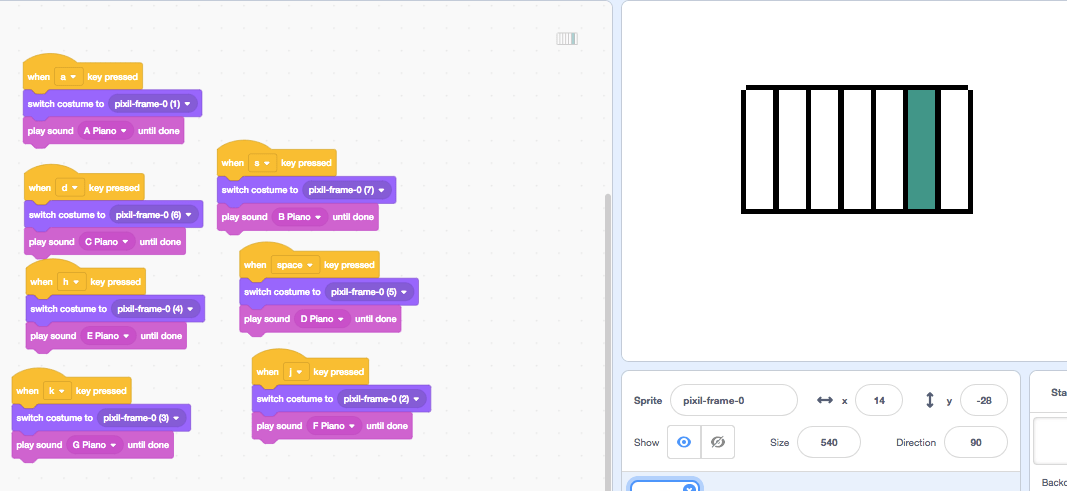 when a key pressed
switch costume to pixil-frame-0 (1)
play sound A Piano until done
when d key pressed
switch costume to pixil-frame-0 (6)
play sound C Piano until done
when h key pressed
switch costume to pixil-frame-0 (4)
play sound E Piano until done
when k key pressed
switch costume to pixil-frame-0 (3)
play sound G Piano until done
when s key pressed
switch costume to pixil-frame-0 (7)
play sound B Piano until done
when space key pressed
switch costume to pixil-frame-0 (5)
play sound D Piano until done
when j key pressed
switch costume to pixil-frame-0 (2)
play sound F Piano until done
Sprite pixil-frame-0 x 14 y -28
Show Size 540 Direction 90
Sta
Backd